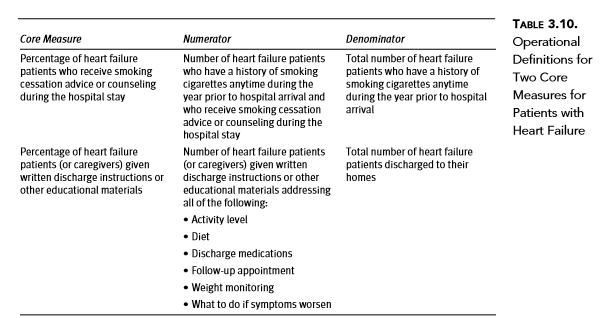 TABLE 3.10.
Operational
Definitions for
Two Core
Measures for
Patients with
Heart Failure
Core Measure
Numerator
Denominator
Percentage of heart failure
patients who receive smoking
cessation advice or counseling
during the hospital stay
Number of heart failure patients
who have a history of smoking
cigarettes anytime during the
year prior to hospital arrival and
who receive smoking cessation
advice or counseling during the
hospital stay
Total number of heart failure
patients who have a history of
smoking cigarettes anytime
during the year prior to hospital
arrival
Percentage of heart failure
patients (or caregivers) given
written discharge instructions or
other educational materials
Number of heart failure patients
(or caregivers) given written
discharge instructions or other
educational materials addressing
all of the following:
• Activity level
• Diet
• Discharge medications
• Follow-up appointment
• Weight monitoring
• What to do if symptoms worsen
Total number of heart failure
patients discharged to their
homes